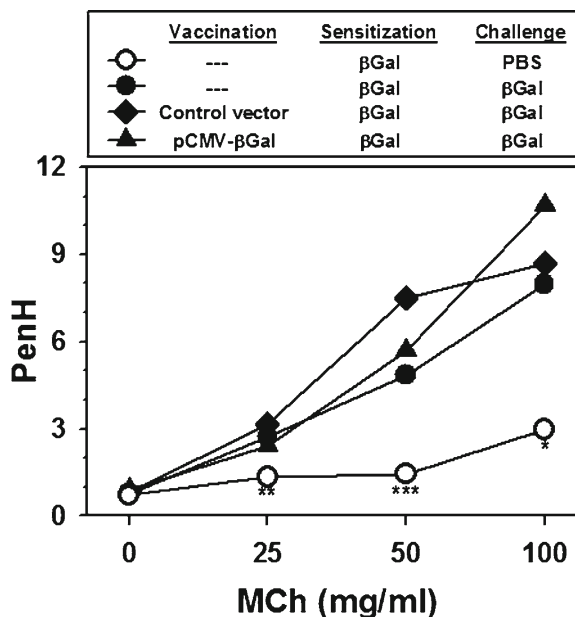 Vaccination Sensitization Challenge
--- βGal PBS
--- βGal βGal
Control vector βGal βGal
pCMV-βGal βGal βGal
12
9
6
3
0
PenH
**
***
*
0 25 50 100
MCh (mg/ml)